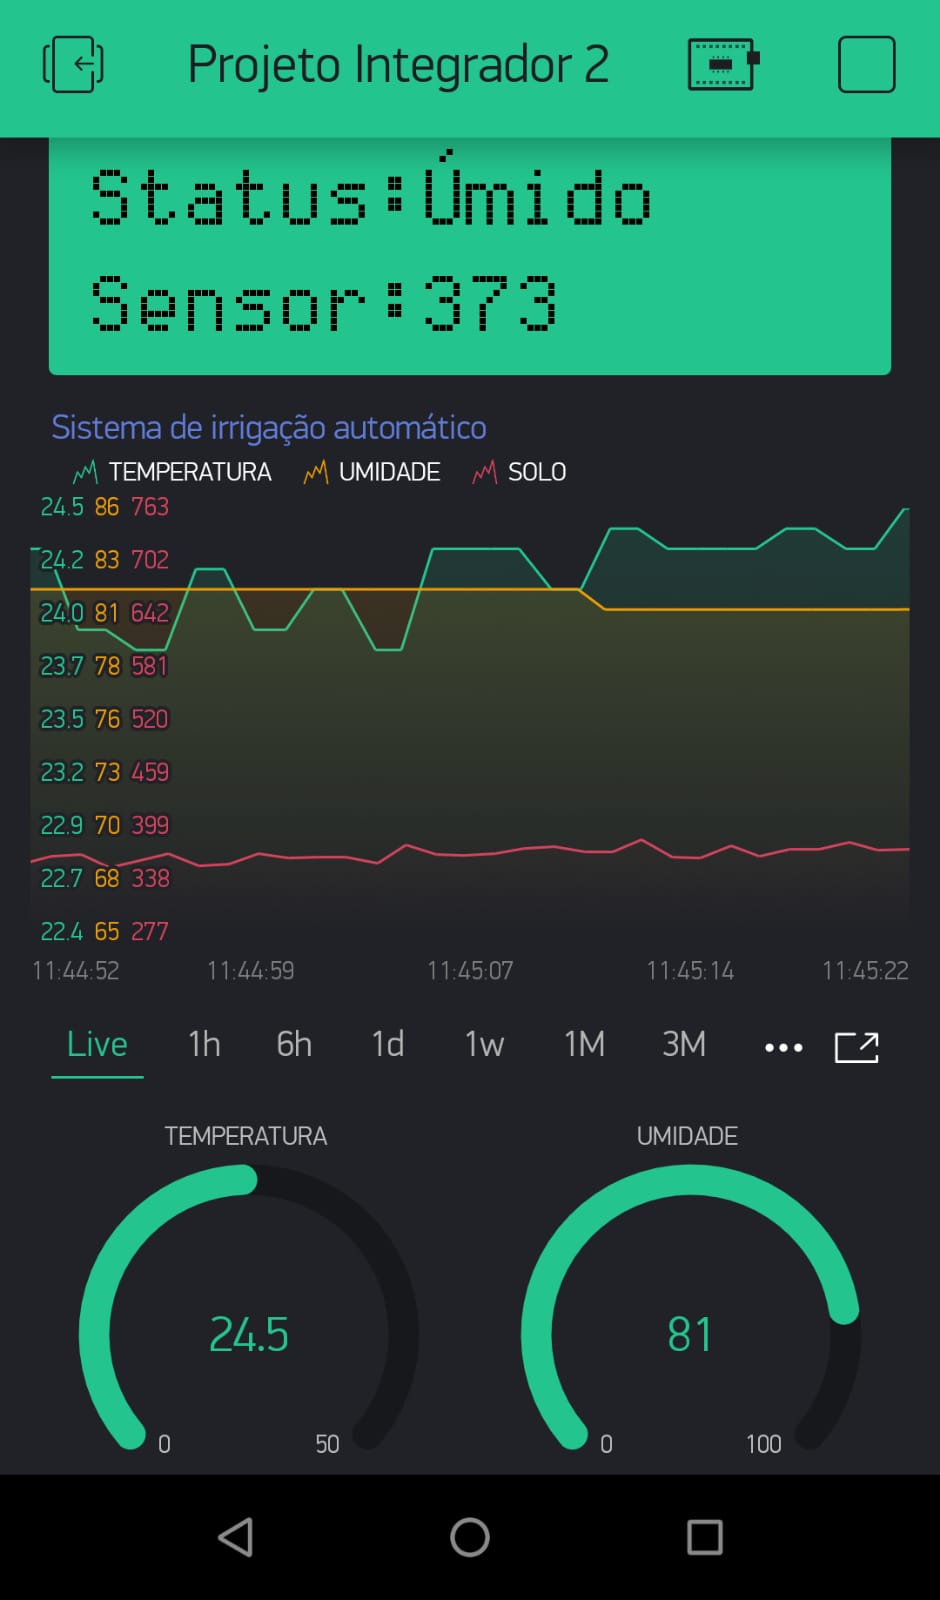 Projeto Integrador 2
Status:Úmido
Sensor:373
Sistema de irrigação automático
TEMPERATURA UMIDADE SOLO
24.5 86 763
24.2 83 702
24.0 81 642
23.7 78 581
23.5 76 520
23.2 73 459
22.9 70 399
22.7 68 338
22.4 65 277
11:44:52 11:44:59 11:45:07 11:45:14 11:45:22
Live 1h 6h 1d 1w 1M 3M
TEMPERATURA UMIDADE
24.5 81
0 50 0 100